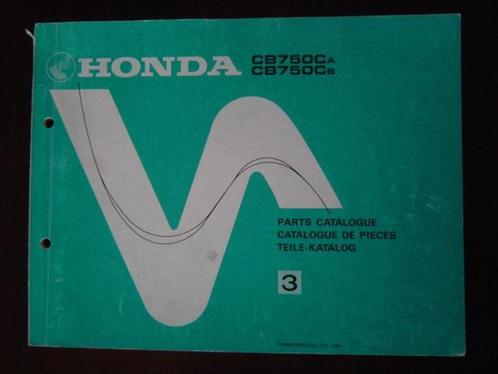 HONDA
CB750CA
CB750CB
PARTS CATALOGUE
CATALOGUE DE PIECES
TEILE-KATALOG
3